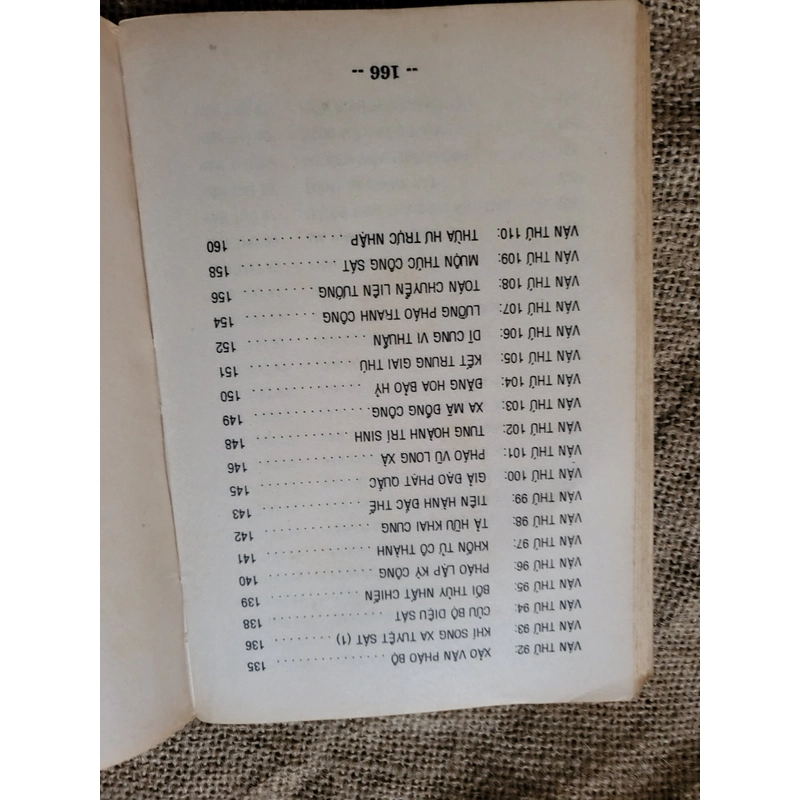 VÁN THỨ 92: XẢO VẬN PHÁO BỘ . . . . . . . . . . . . . 135
VÁN THỨ 93: KHÍ SONG XA TUYỆT SÁT (1) . . . . . . . . 136
VÁN THỨ 94: CỬU BỘ DIỆU SÁT . . . . . . . . . . . . . 138
VÁN THỨ 95: BỐI THỦY NHẤT CHIẾN . . . . . . . . . . . 139
VÁN THỨ 96: PHÁO LẬP KỲ CÔNG . . . . . . . . . . . . 140
VÁN THỨ 97: KHỐN TỬ CÔ THÀNH . . . . . . . . . . . . 141
VÁN THỨ 98: TẢ HỮU KHAI CUNG . . . . . . . . . . . . 142
VÁN THỨ 99: TIẾN HÀNH ĐẮC THẾ . . . . . . . . . . . . 143
VÁN THỨ 100: GIẢ ĐẠO PHẠT QUẮC . . . . . . . . . . . 145
VÁN THỨ 101: PHÁO VŨ LONG XÀ . . . . . . . . . . . . 146
VÁN THỨ 102: TUNG HOÀNH TRÍ SINH . . . . . . . . . . 148
VÁN THỨ 103: XA MÃ ĐỒNG CÔNG . . . . . . . . . . . . 149
VÁN THỨ 104: ĐĂNG HOA BÁO HỶ . . . . . . . . . . . . 150
VÁN THỨ 105: KẾT TRUNG GIAI THÚ . . . . . . . . . . . 151
VÁN THỨ 106: DĨ CUNG VI THUẪN . . . . . . . . . . . . 152
VÁN THỨ 107: LƯỠNG PHÁO TRANH CÔNG . . . . . . . . . 154
VÁN THỨ 108: TOÀN CHUYỂN LIÊN TƯỚNG . . . . . . . . . 156
VÁN THỨ 109: MUỘN THỨC CÔNG SÁT . . . . . . . . . . . 158
VÁN THỨ 110: THỪA HƯ TRỰC NHẬP . . . . . . . . . . . 160
-- 166 --